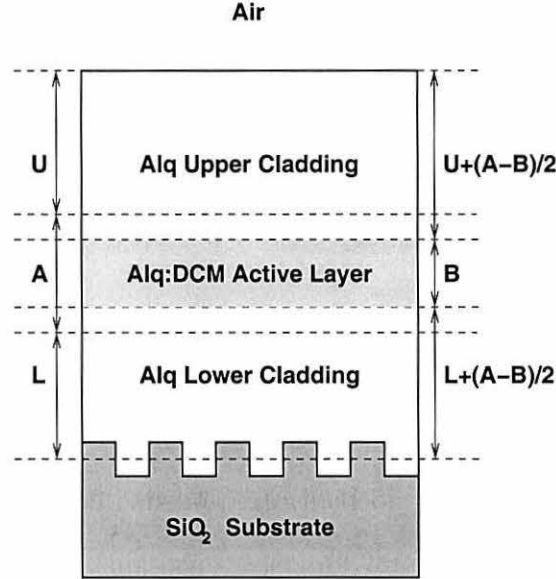 Air
U
Alq Upper Cladding
U+(A−B)/2
A
Alq:DCM Active Layer
B
L
Alq Lower Cladding
L+(A−B)/2
SiO₂ Substrate